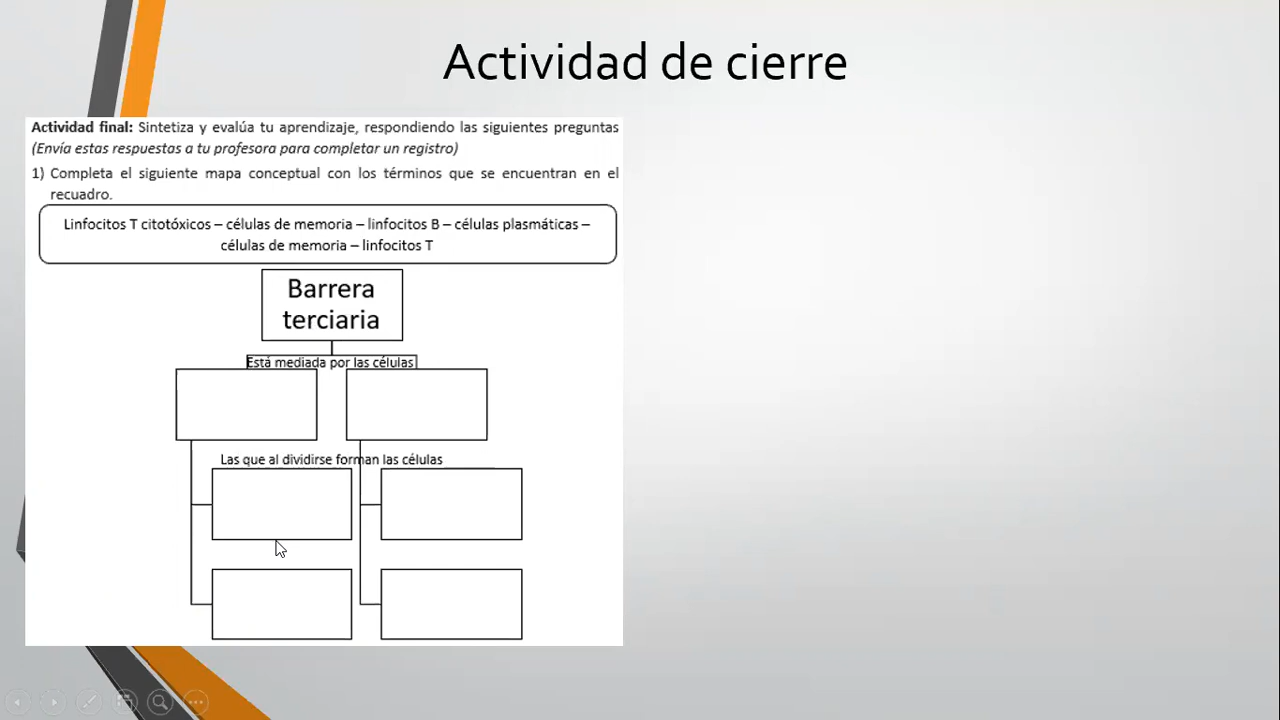 Actividad de cierre
Actividad final: Sintetiza y evalúa tu aprendizaje, respondiendo las siguientes preguntas
(Envía estas respuestas a tu profesora para completar un registro)
1) Completa el siguiente mapa conceptual con los términos que se encuentran en el
recuadro.
Linfocitos T citotóxicos – células de memoria – linfocitos B – células plasmáticas –
células de memoria – linfocitos T
Barrera
terciaria
Está mediada por las células
Las que al dividirse forman las células